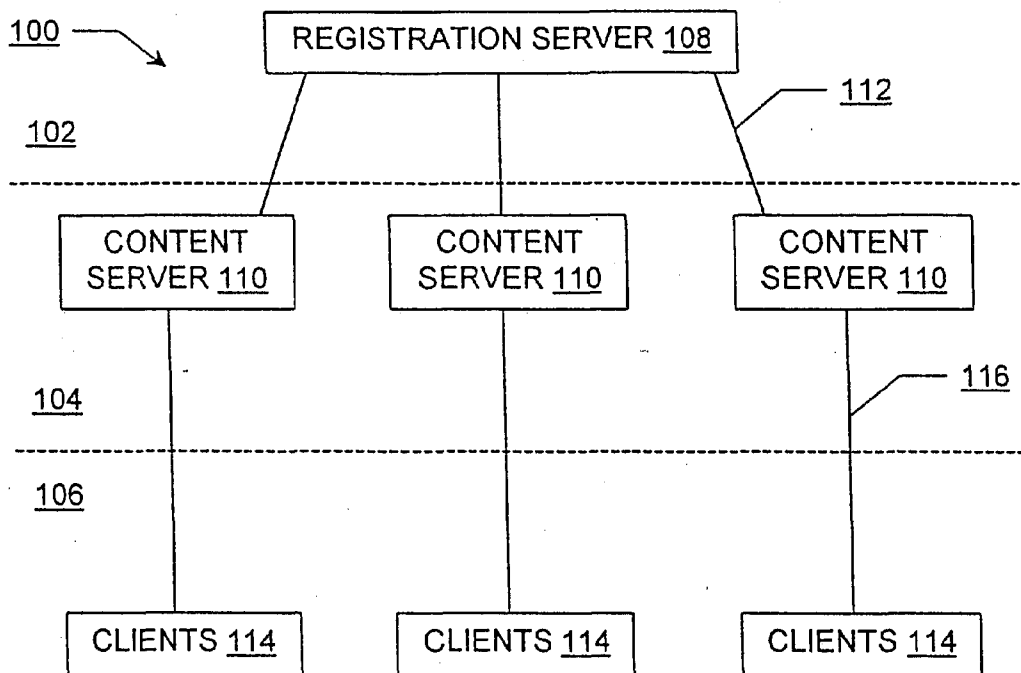 100
REGISTRATION SERVER 108
112
102
CONTENT
SERVER 110
CONTENT
SERVER 110
CONTENT
SERVER 110
116
104
106
CLIENTS 114
CLIENTS 114
CLIENTS 114